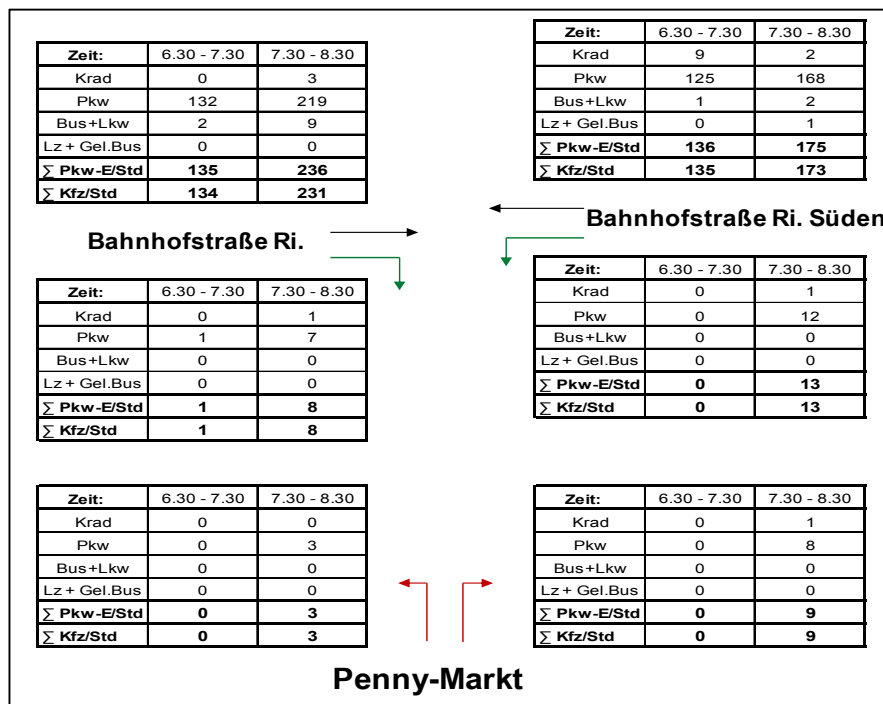 Zeit: 6.30 - 7.30 7.30 - 8.30
Krad 0 3
Pkw 132 219
Bus+Lkw 2 9
Lz + Gel.Bus 0 0
∑ Pkw-E/Std 135 236
∑ Kfz/Std 134 231
Zeit: 6.30 - 7.30 7.30 - 8.30
Krad 9 2
Pkw 125 168
Bus+Lkw 1 2
Lz + Gel.Bus 0 1
∑ Pkw-E/Std 136 175
∑ Kfz/Std 135 173
Bahnhofstraße Ri.
Bahnhofstraße Ri. Süden
Zeit: 6.30 - 7.30 7.30 - 8.30
Krad 0 1
Pkw 1 7
Bus+Lkw 0 0
Lz + Gel.Bus 0 0
∑ Pkw-E/Std 1 8
∑ Kfz/Std 1 8
Zeit: 6.30 - 7.30 7.30 - 8.30
Krad 0 1
Pkw 0 12
Bus+Lkw 0 0
Lz + Gel.Bus 0 0
∑ Pkw-E/Std 0 13
∑ Kfz/Std 0 13
Zeit: 6.30 - 7.30 7.30 - 8.30
Krad 0 0
Pkw 0 3
Bus+Lkw 0 0
Lz + Gel.Bus 0 0
∑ Pkw-E/Std 0 3
∑ Kfz/Std 0 3
Zeit: 6.30 - 7.30 7.30 - 8.30
Krad 0 1
Pkw 0 8
Bus+Lkw 0 0
Lz + Gel.Bus 0 0
∑ Pkw-E/Std 0 9
∑ Kfz/Std 0 9
Penny-Markt